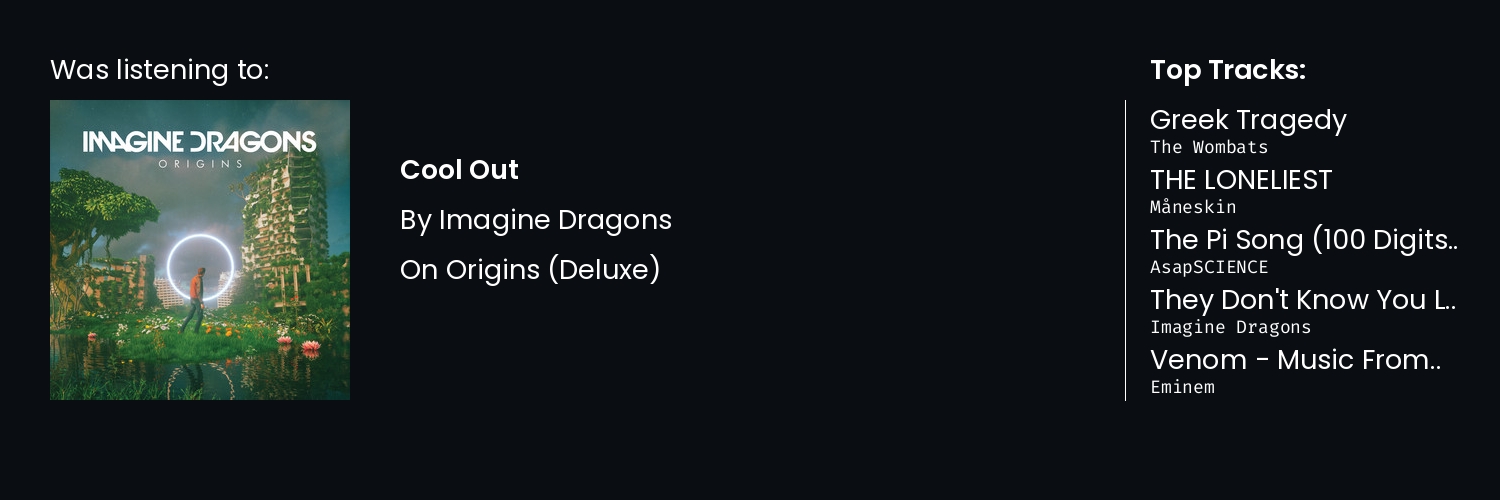 Was listening to:
IMAGINE DRAGONS
ORIGINS
Cool Out
By Imagine Dragons
On Origins (Deluxe)
Top Tracks:
Greek Tragedy
The Wombats
THE LONELIEST
Måneskin
The Pi Song (100 Digits..
AsapSCIENCE
They Don't Know You L..
Imagine Dragons
Venom - Music From..
Eminem